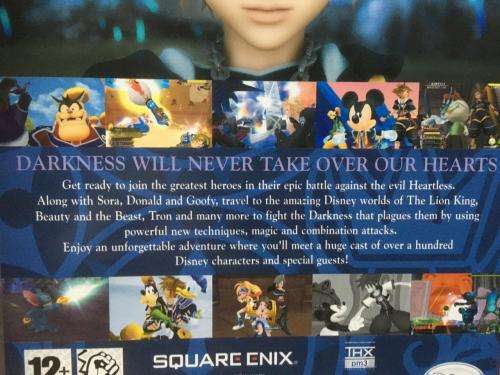 DARKNESS WILL NEVER TAKE OVER OUR HEARTS
Get ready to join the greatest heroes in their epic battle against the evil Heartless.
Along with Sora, Donald and Goofy, travel to the amazing Disney worlds of The Lion King,
Beauty and the Beast, Tron and many more to fight the Darkness that plagues them by using
powerful new techniques, magic and combination attacks.
Enjoy an unforgettable adventure where you'll meet a huge cast of over a hundred
Disney characters and special guests!
12+
SQUARE ENIX
THX
pm3